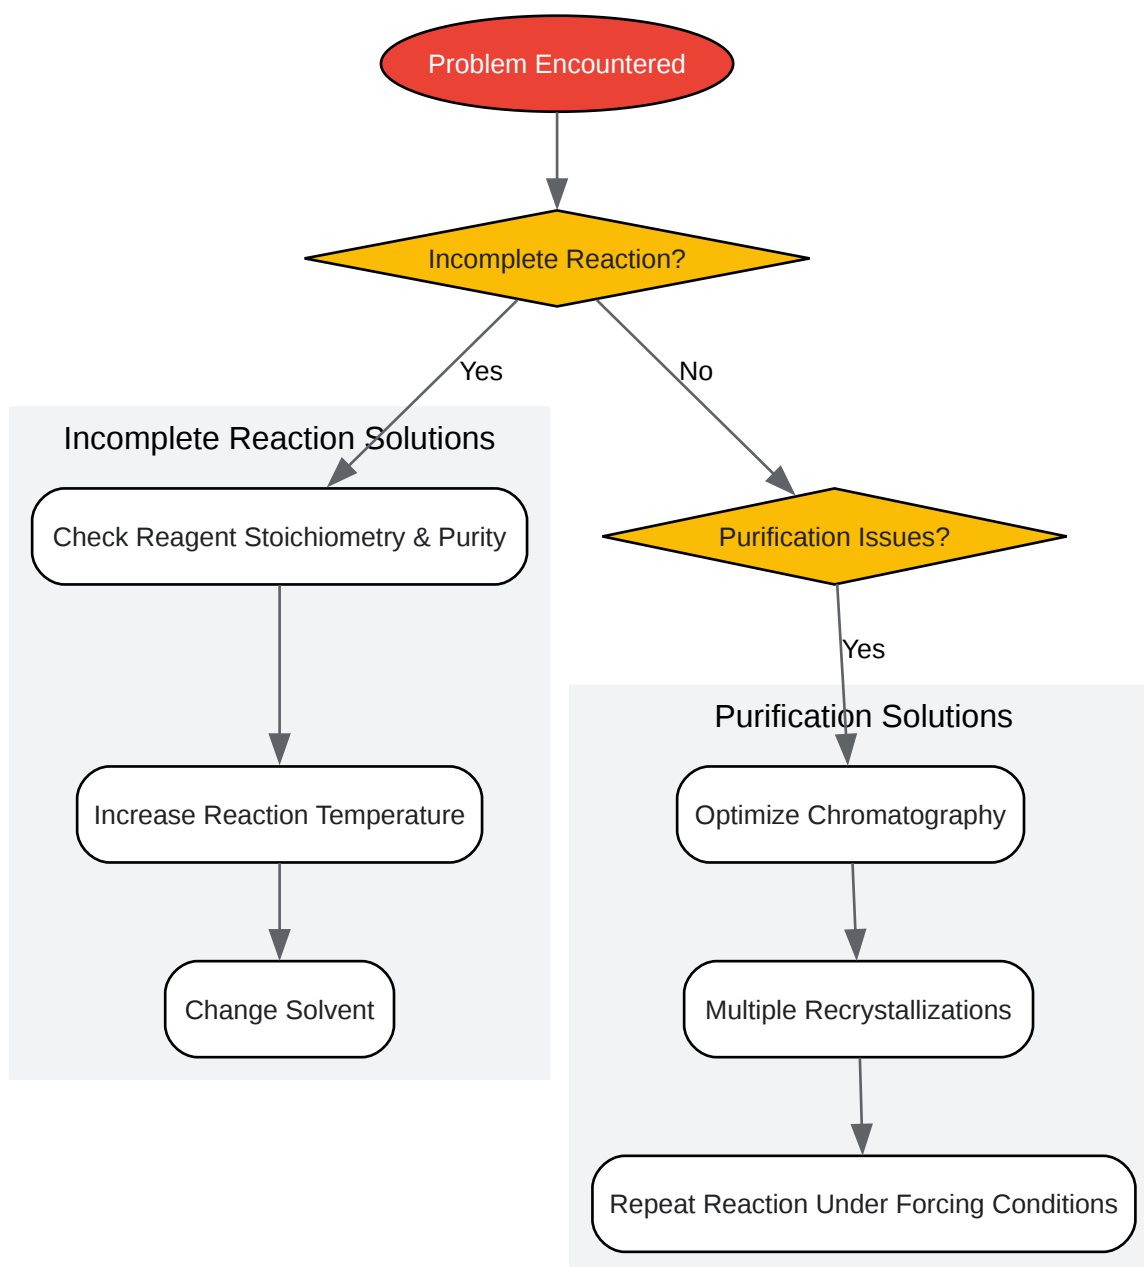 Problem Encountered
Incomplete Reaction?
Yes
No
Incomplete Reaction Solutions
Check Reagent Stoichiometry & Purity
Purification Issues?
Yes
Purification Solutions
Increase Reaction Temperature
Optimize Chromatography
Change Solvent
Multiple Recrystallizations
Repeat Reaction Under Forcing Conditions